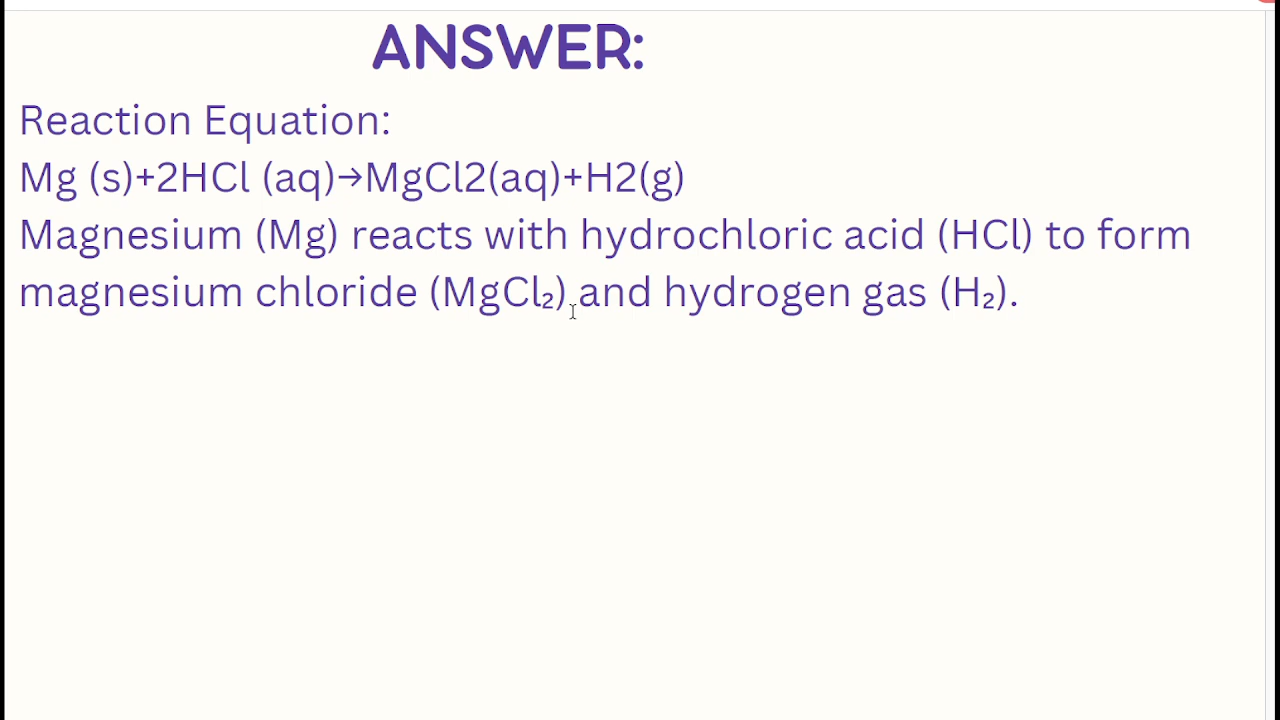 ANSWER:
Reaction Equation:
Mg (s)+2HCl (aq)→MgCl2(aq)+H2(g)
Magnesium (Mg) reacts with hydrochloric acid (HCl) to form
magnesium chloride (MgCl₂) and hydrogen gas (H₂).